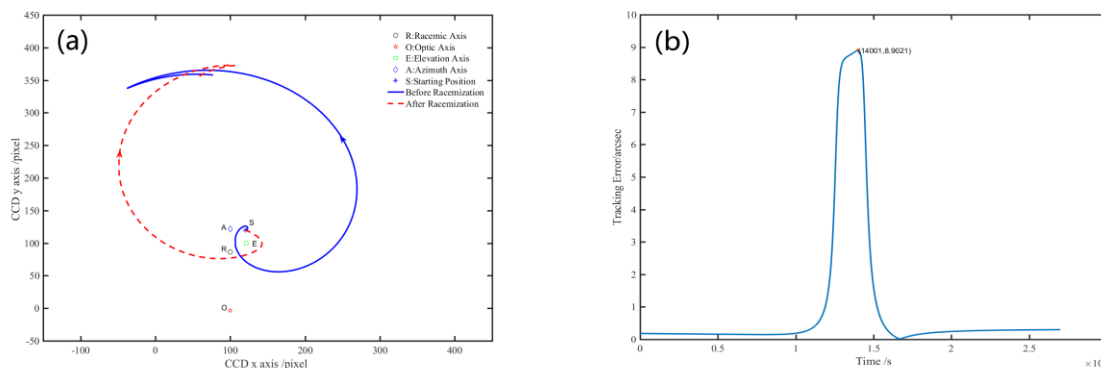 (a)
400
350
300
250
200
150
100
50
0
-50
CCD y axis /pixel
R:Racemic Axis
O:Optic Axis
E:Elevation Axis
A:Azimuth Axis
S:Starting Position
Before Racemization
After Racemization
A
S
R
E
O
-100 0 100 200 300 400
CCD x axis /pixel
(b)
10
9
8
7
6
5
4
3
2
1
0
Tracking Error/arcsec
(14001,8.9021)
0 0.5 1 1.5 2 2.5
Time /s